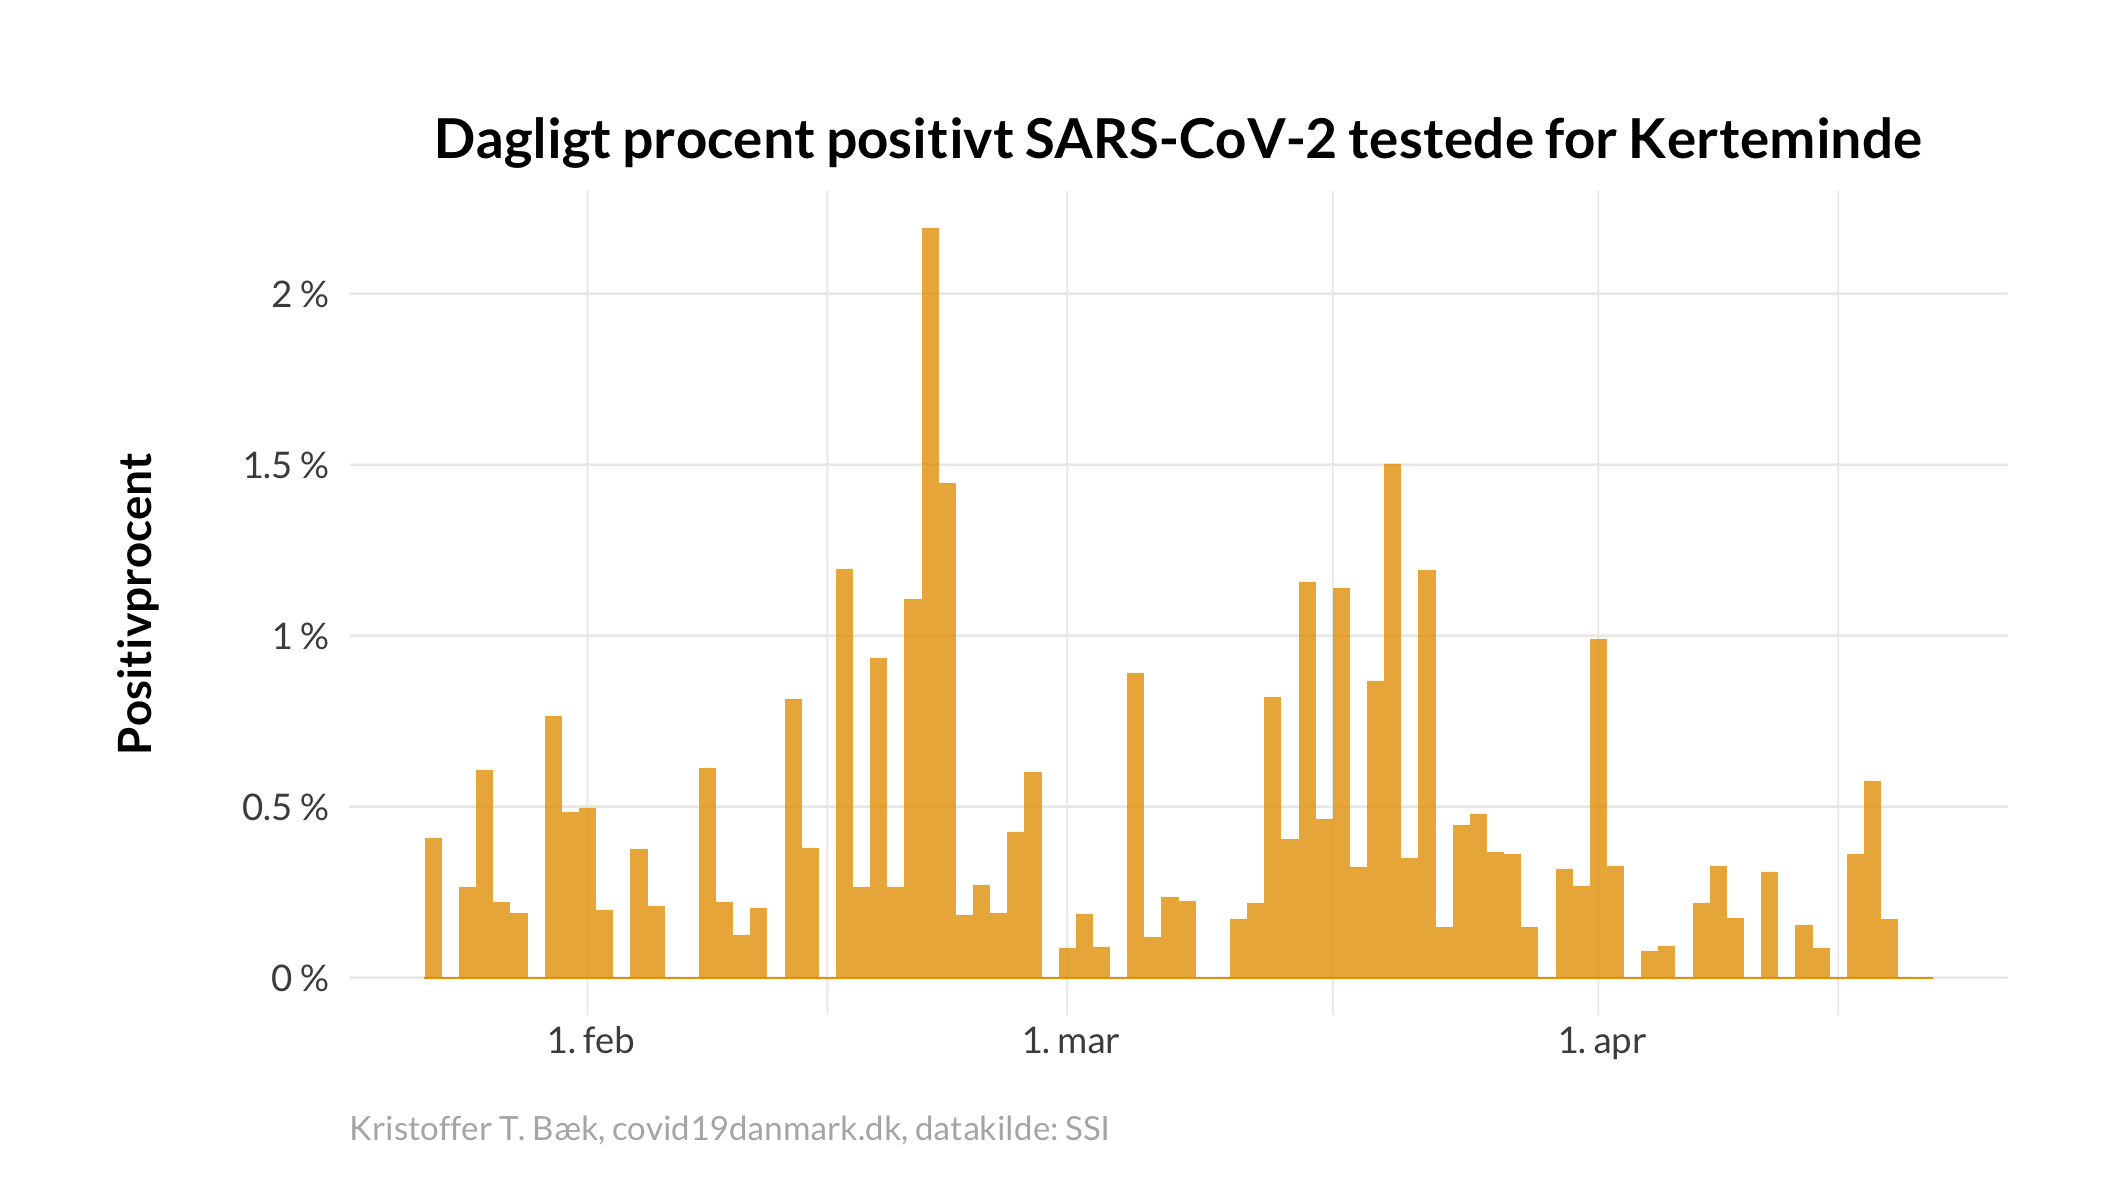 Dagligt procent positivt SARS-CoV-2 testede for Kerteminde
Positivprocent
2 %
1.5 %
1 %
0.5 %
0 %
1. feb
1. mar
1. apr
Kristoffer T. Bæk, covid19danmark.dk, datakilde: SSI